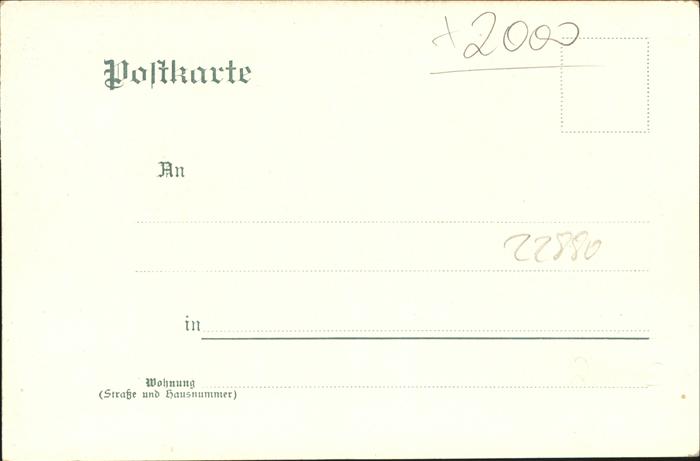 +2000
Postkarte
An
22880
in
Wohnung
(Straße und Hausnummer)